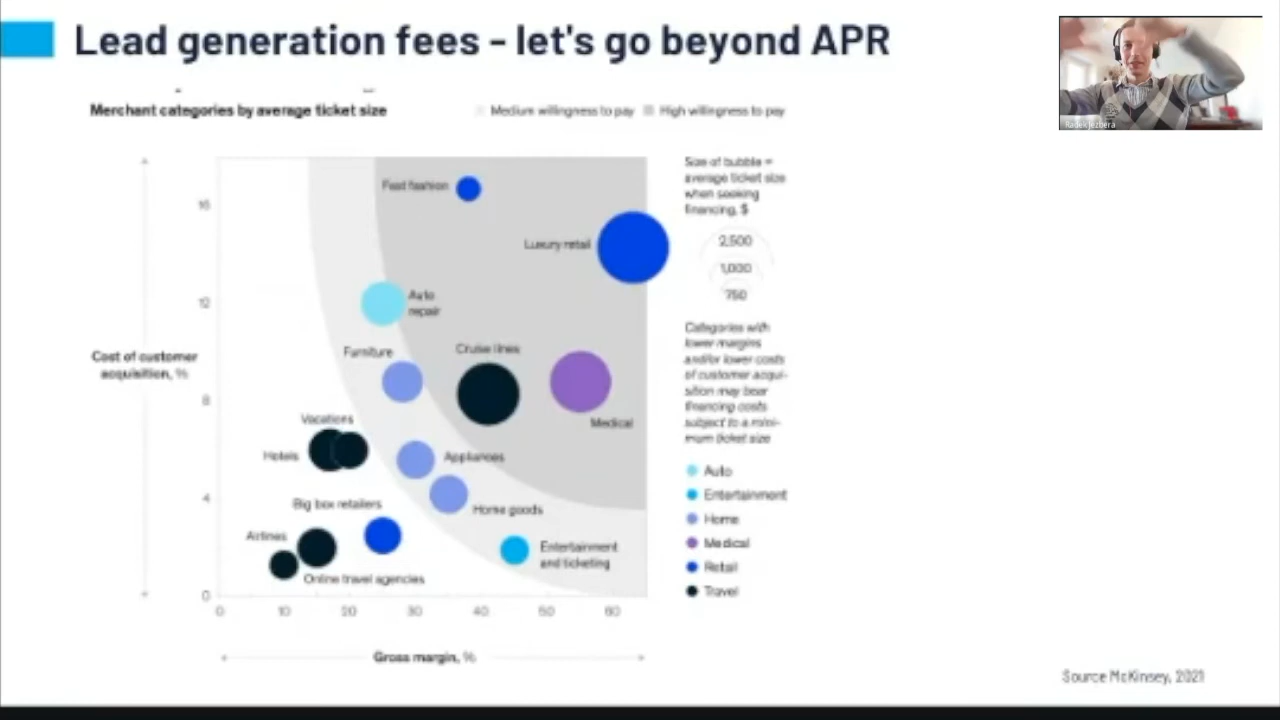 Lead generation fees - let's go beyond APR
Merchant categories by average ticket size
Medium willingness to pay
High willingness to pay
Radek Jezbera
Size of bubble =
average ticket size
when seeking
financing, $
2,500
1,000
750
Categories with
lower margins
and/or lower costs
of customer acqui-
sition may bear
financing costs
subject to a mini-
mum ticket size
Auto
Entertainment
Home
Medical
Retail
Travel
Cost of customer
acquisition, %
16
12
8
4
0
Fast fashion
Luxury retail
Auto
repair
Furniture
Cruise lines
Medical
Vacations
Hotels
Appliances
Big box retailers
Home goods
Airlines
Online travel agencies
Entertainment
and ticketing
0
10
20
30
40
50
60
Gross margin, %
Source McKinsey, 2021